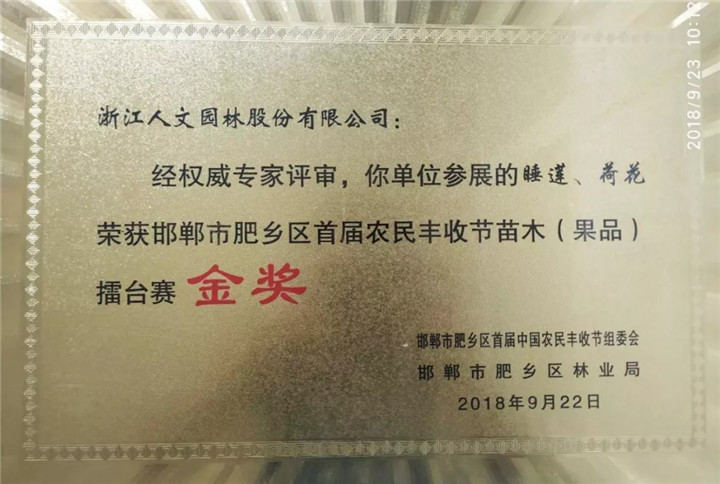 浙江人文园林股份有限公司:
经权威专家评审，你单位参展的睡莲、荷花
荣获邯郸市肥乡区首届农民丰收节苗木（果品）
擂台赛 金奖
邯郸市肥乡区首届中国农民丰收节组委会
邯郸市肥乡区林业局
2018年9月22日
2018/9/23 10:12